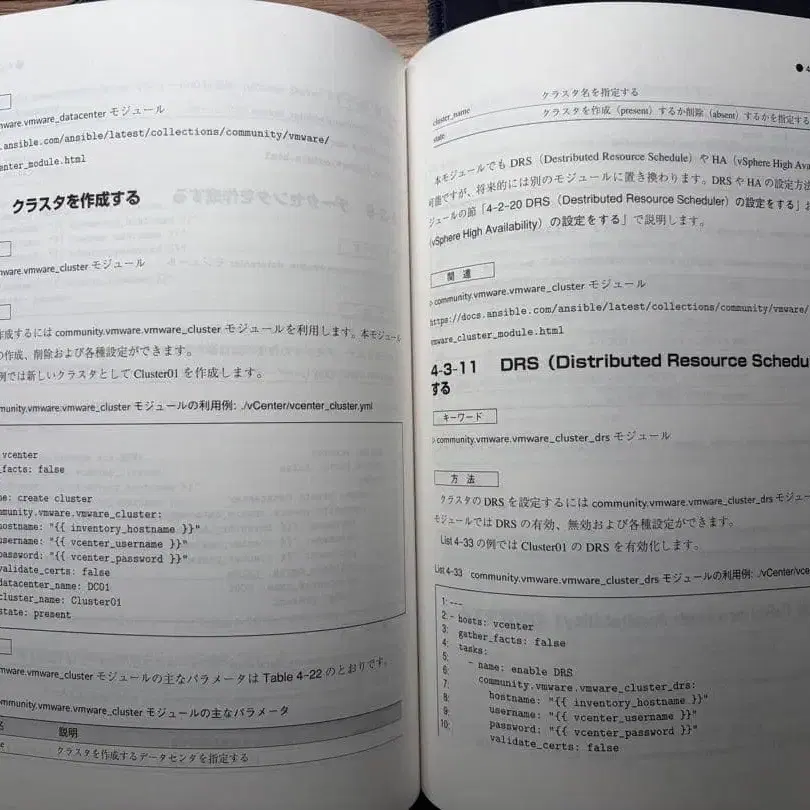 mware.vmware_datacenter モジュール
.ansible.com/ansible/latest/collections/community/vmware/
enter_module.html
クラスタを作成する
ware.vmware_cluster モジュール
作成するには community.vmware.vmware_cluster モジュールを利用します。本モジュール
の作成、削除および各種設定ができます。
例では新しいクラスタとして Cluster01 を作成します。
munity.vmware.vmware_cluster モジュールの利用例: ./vCenter/vcenter_cluster.yml
vcenter
_facts: false
me: create cluster
mmunity.vmware.vmware_cluster:
hostname: "{{ inventory_hostname }}"
username: "{{ vcenter_username }}"
password: "{{ vcenter_password }}"
validate_certs: false
datacenter_name: DC01
cluster_name: Cluster01
state: present
mware.vmware_cluster モジュールの主なパラメータは Table 4-22 のとおりです。
ommunity.vmware.vmware_cluster モジュールの主なパラメータ
名 説明
e クラスタを作成するデータセンタを指定する
● 4
cluster_name クラスタ名を指定する
state クラスタを作成（present）するか削除（absent）するかを指定する
本モジュールでも DRS（Destributed Resource Schedule）や HA（vSphere High Ava
可能ですが、将来的には別のモジュールに置き換わります。DRS や HA の設定方法
ジュールの節「4-2-20 DRS（Destributed Resource Scheduler）の設定をする」お
（vSphere High Availability）の設定をする」で説明します。
関 連
▷community.vmware.vmware_cluster モジュール
https://docs.ansible.com/ansible/latest/collections/community/vmware/
vmware_cluster_module.html
4-3-11 DRS（Distributed Resource Schedu
する
キーワード
▷community.vmware.vmware_cluster_drs モジュール
方 法
クラスタの DRS を設定するには community.vmware.vmware_cluster_drs モジュー
モジュールでは DRS の有効、無効および各種設定ができます。
List 4-33 の例では Cluster01 の DRS を有効化します。
List 4-33 community.vmware.vmware_cluster_drs モジュールの利用例: ./vCenter/vce
1: ---
2: - hosts: vcenter
3: gather_facts: false
4: tasks:
5: - name: enable DRS
6: community.vmware.vmware_cluster_drs:
7: hostname: "{{ inventory_hostname }}"
8: username: "{{ vcenter_username }}"
9: password: "{{ vcenter_password }}"
10: validate_certs: false